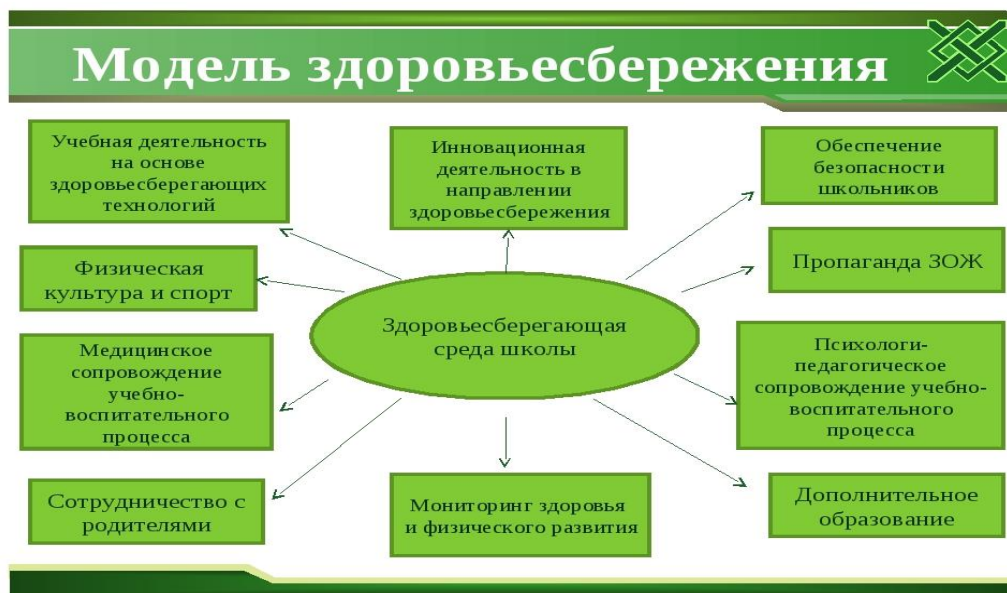 Модель здоровьесбережения
Учебная деятельность
на основе
здоровьесберегающих
технологий
Инновационная
деятельность в
направлении
здоровьесбережения
Обеспечение
безопасности
школьников
Физическая
культура и спорт
Пропаганда ЗОЖ
Здоровьесберегающая
среда школы
Медицинское
сопровождение
учебно-
воспитательного
процесса
Психологи-
педагогическое
сопровождение учебно-
воспитательного
процесса
Сотрудничество с
родителями
Мониторинг здоровья
и физического развития
Дополнительное
образование